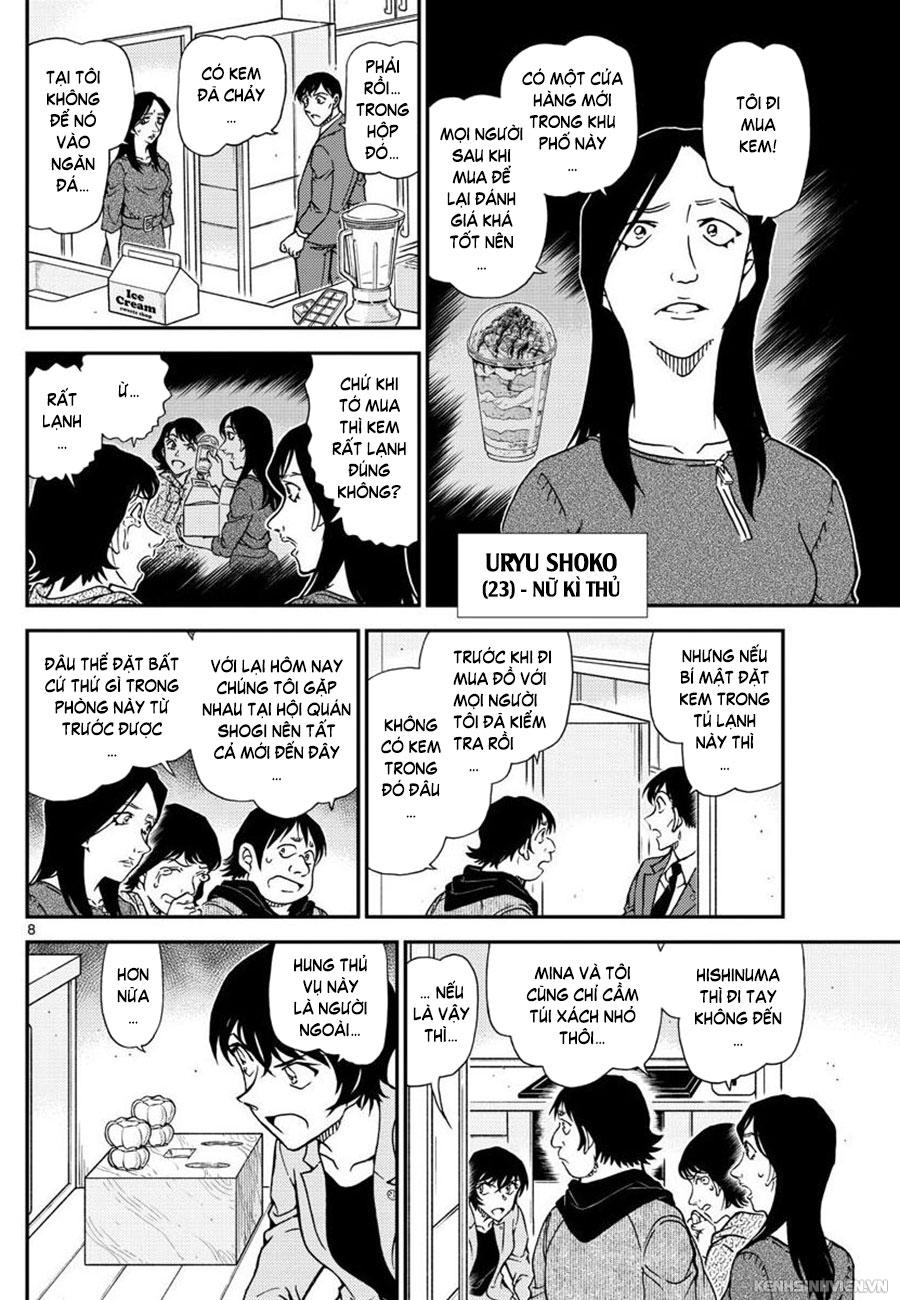 TÔI ĐI
MUA
KEM!
CÓ MỘT CỬA
HÀNG MỚI
TRONG KHU
PHỐ NÀY
...
MỌI NGƯỜI
SAU KHI
MUA ĐỂ
LẠI ĐÁNH
GIÁ KHÁ
TỐT NÊN
...
URYU SHOKO
(23) - NỮ KÌ THỦ
PHẢI
RỒI...
TRONG
HỘP
ĐÓ...
CÓ KEM
ĐÃ CHẢY
...
TẠI TÔI
KHÔNG
ĐỂ NÓ
VÀO
NGĂN
ĐÁ...
Ice
Cream
sweets shop
CHỨ KHI
TỚ MUA
THÌ KEM
RẤT LẠNH
ĐÚNG
KHÔNG?
Ừ...
RẤT
LẠNH
...
NHƯNG NẾU
BÍ MẬT ĐẶT
KEM TRONG
TỦ LẠNH
NÀY THÌ
...
TRƯỚC KHI ĐI
MUA ĐỒ VỚI
MỌI NGƯỜI
TÔI ĐÃ KIỂM
TRA RỒI
KHÔNG
CÓ KEM
TRONG
ĐÓ ĐÂU
...
VỚI LẠI HÔM NAY
CHÚNG TÔI GẶP
NHAU TẠI HỘI QUÁN
SHOGI NÊN TẤT
CẢ MỚI ĐẾN ĐÂY
...
ĐÂU THỂ ĐẶT BẤT
CỨ THỨ GÌ TRONG
PHÒNG NÀY TỪ
TRƯỚC ĐƯỢC
...
8
HISHINUMA
THÌ ĐI TAY
KHÔNG ĐẾN
...
MINA VÀ TÔI
CŨNG CHỈ CẦM
TÚI XÁCH NHỎ
THÔI...
... NẾU
LÀ VẬY
THÌ...
HUNG THỦ
VỤ NÀY
LÀ NGƯỜI
NGOÀI...
HƠN
NỮA
...
KENHSINHVIEN.VN